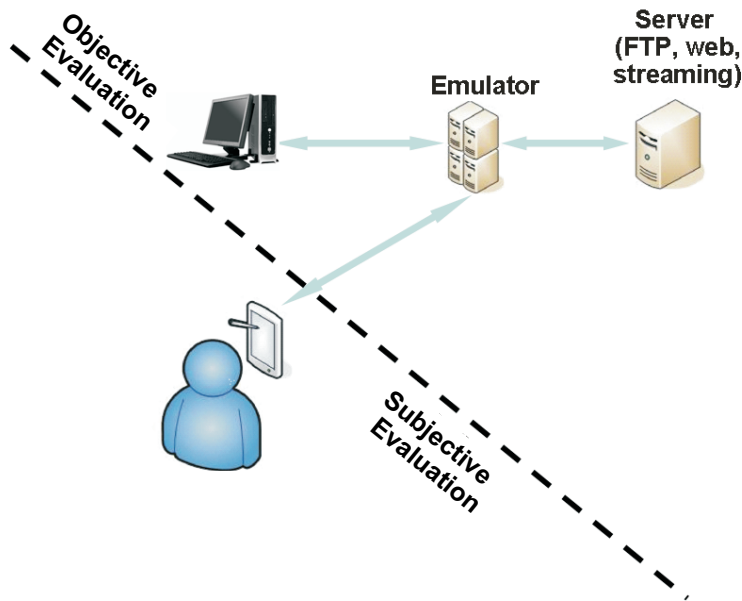 Objective
Evaluation
Server
(FTP, web,
streaming)
Emulator
Subjective
Evaluation